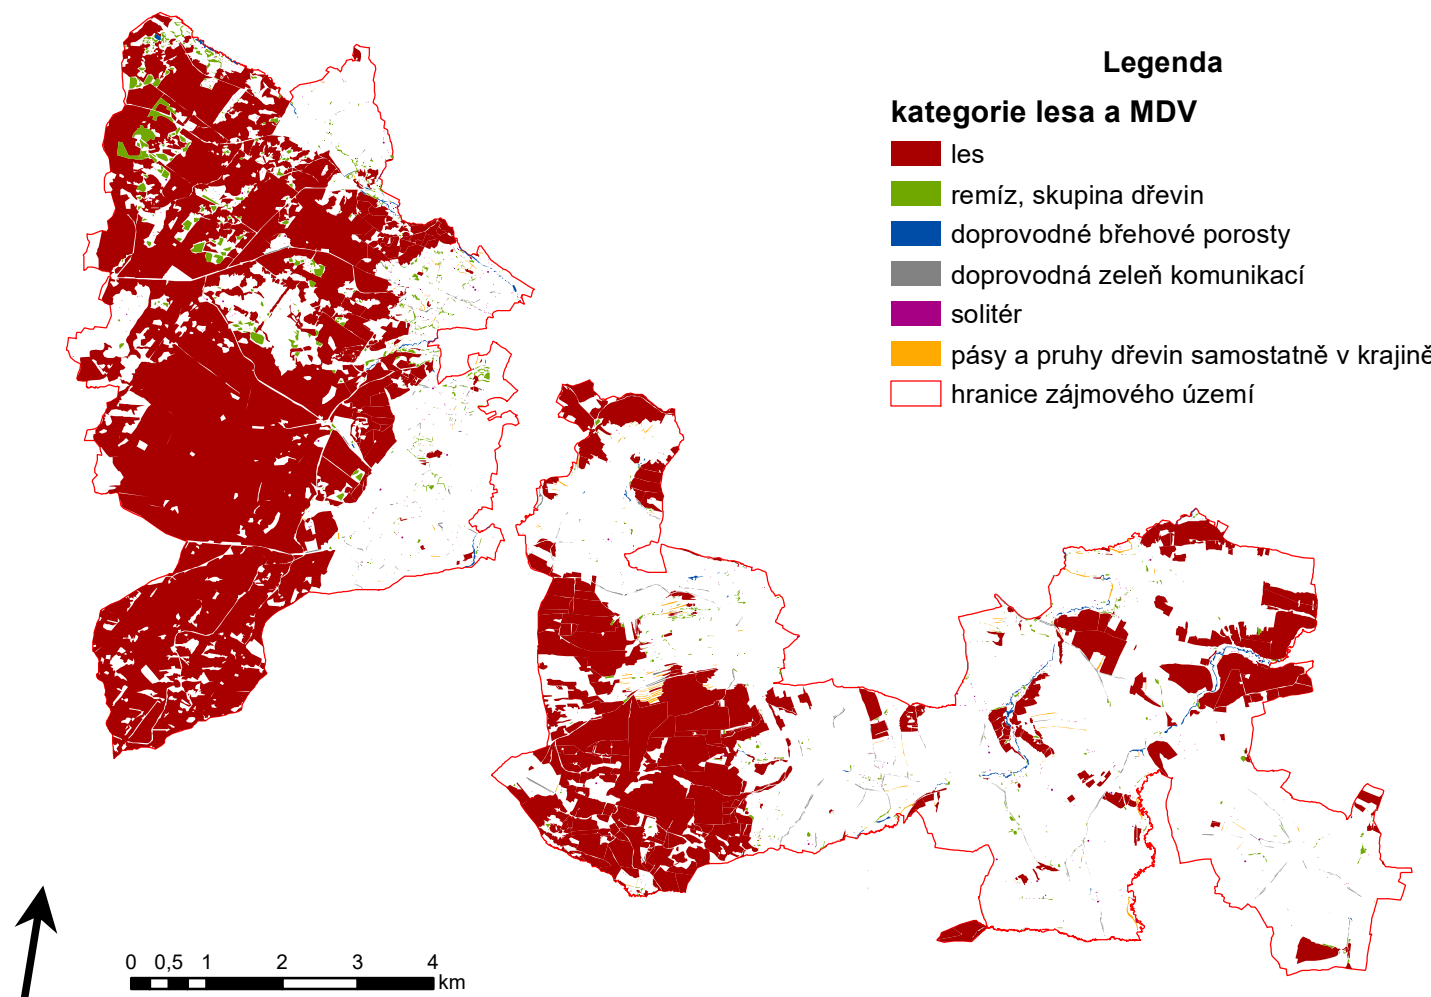 Legenda
kategorie lesa a MDV
les
remíz, skupina dřevin
doprovodné břehové porosty
doprovodná zeleň komunikací
solitér
pásy a pruhy dřevin samostatně v krajině
hranice zájmového území
0 0,5 1 2 3 4
km